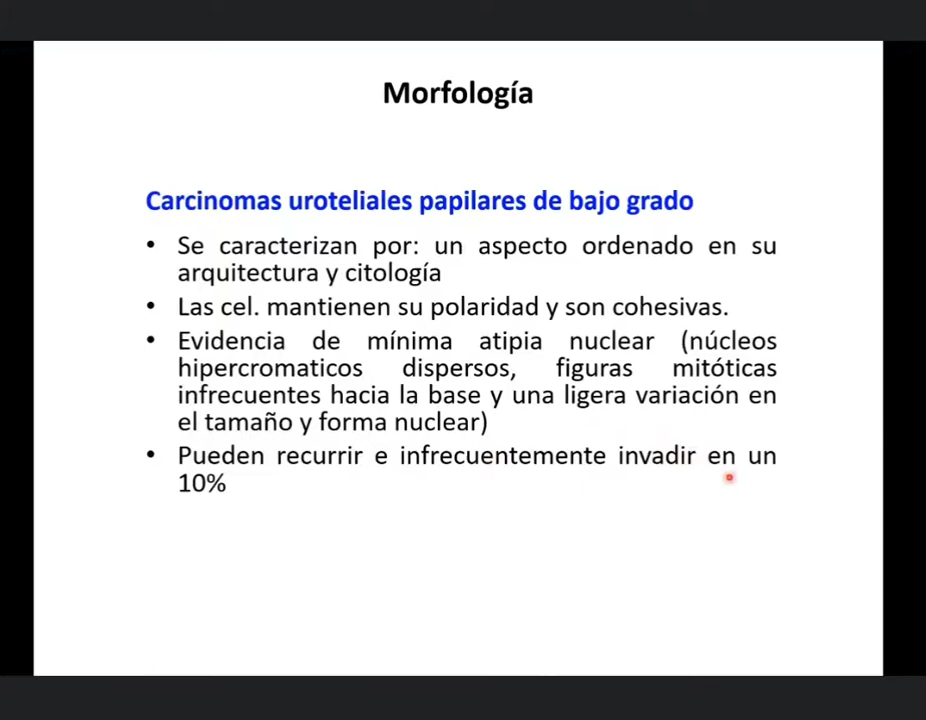 Morfología
Carcinomas uroteliales papilares de bajo grado
• Se caracterizan por: un aspecto ordenado en su
arquitectura y citología
• Las cel. mantienen su polaridad y son cohesivas.
• Evidencia de mínima atipia nuclear (núcleos
hipercromaticos dispersos, figuras mitóticas
infrecuentes hacia la base y una ligera variación en
el tamaño y forma nuclear)
• Pueden recurrir e infrecuentemente invadir en un
10%